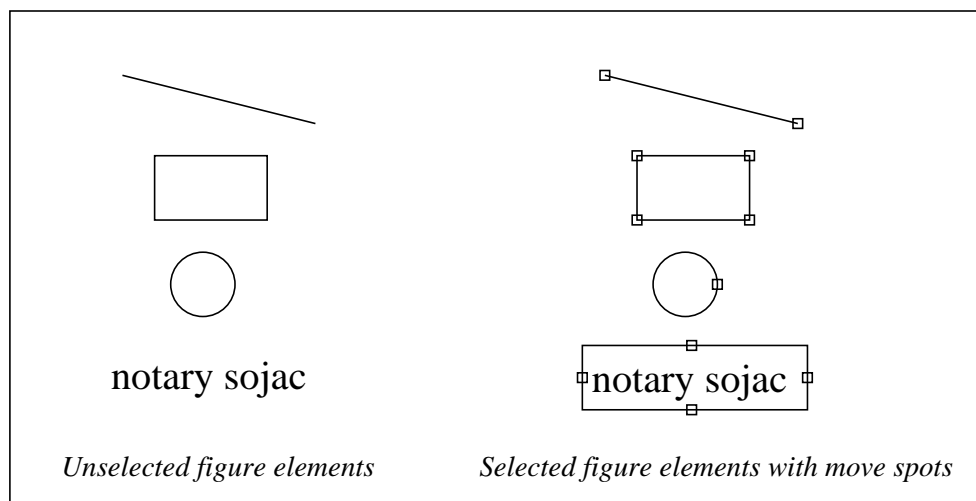 notary sojac
notary sojac
Unselected figure elements
Selected figure elements with move spots